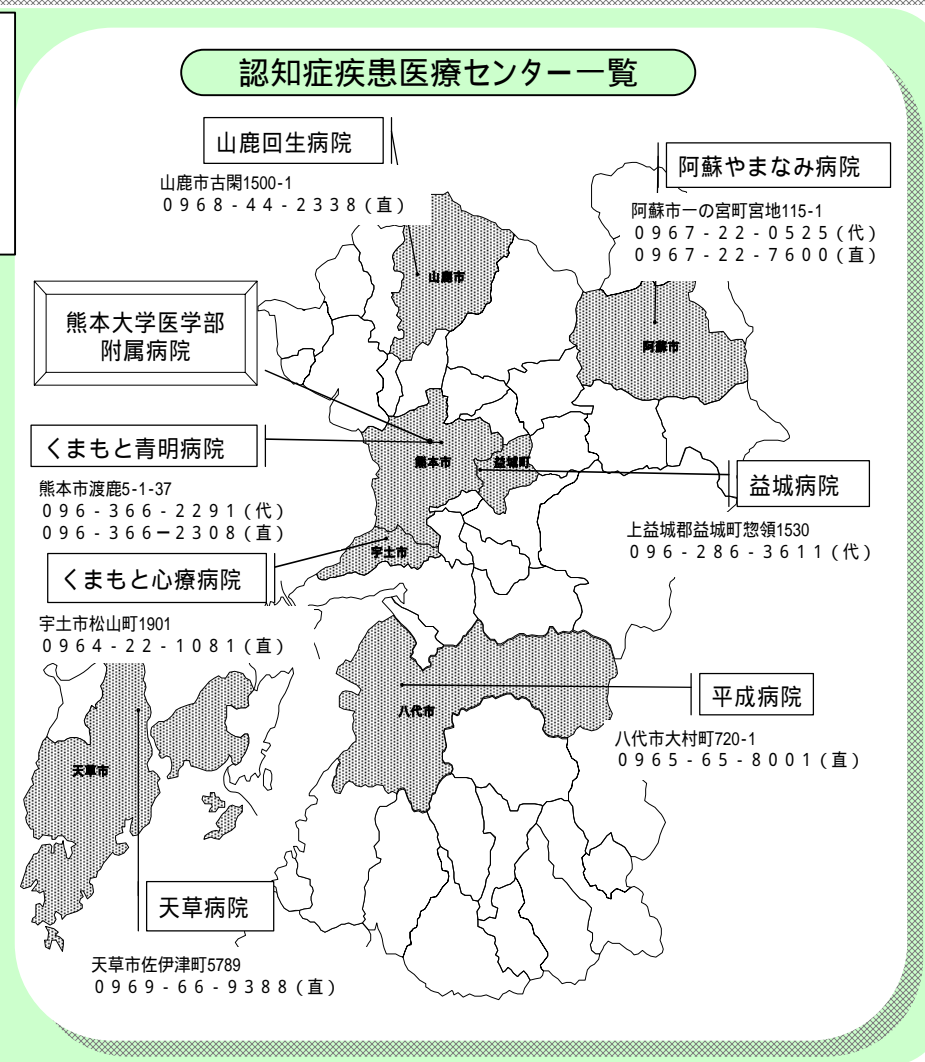 認知症疾患医療センター一覧
山鹿回生病院
山鹿市古閑1500-1
0968-44-2338(直)
阿蘇やまなみ病院
阿蘇市一の宮町宮地115-1
0967-22-0525(代)
0967-22-7600(直)
山鹿市
阿蘇市
熊本大学医学部
附属病院
くまもと青明病院
熊本市渡鹿5-1-37
096-366-2291(代)
096-366ー2308(直)
熊本市
益城町
益城病院
上益城郡益城町惣領1530
096-286-3611(代)
宇土市
くまもと心療病院
宇土市松山町1901
0964-22-1081(直)
八代市
平成病院
八代市大村町720-1
0965-65-8001(直)
天草市
天草病院
天草市佐伊津町5789
0969-66-9388(直)